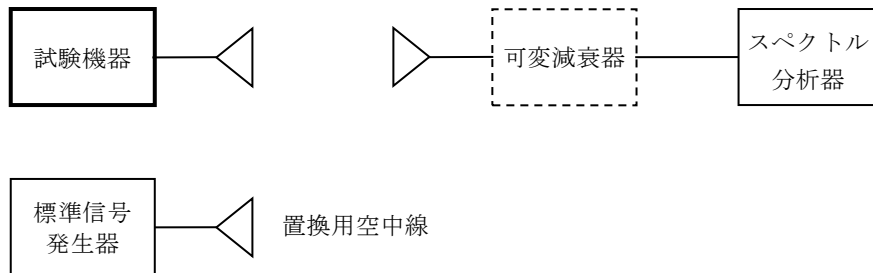 試験機器
可変減衰器
スペクトル
分析器
標準信号
発生器
置換用空中線